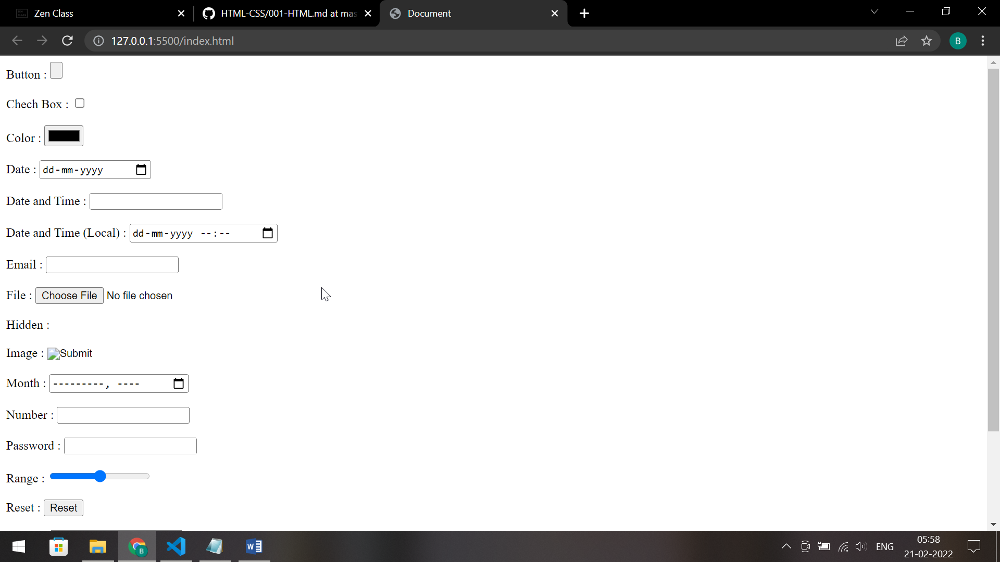 Zen Class
HTML-CSS/001-HTML.md at mas
Document
127.0.0.1:5500/index.html
B
Button :
Chech Box :
Color :
Date : dd-mm-yyyy
Date and Time :
Date and Time (Local) : dd-mm-yyyy --:--
Email :
File : Choose File No file chosen
Hidden :
Image : Submit
Month : ---------, ----
Number :
Password :
Range :
Reset : Reset
B
W
ENG
05:58
21-02-2022